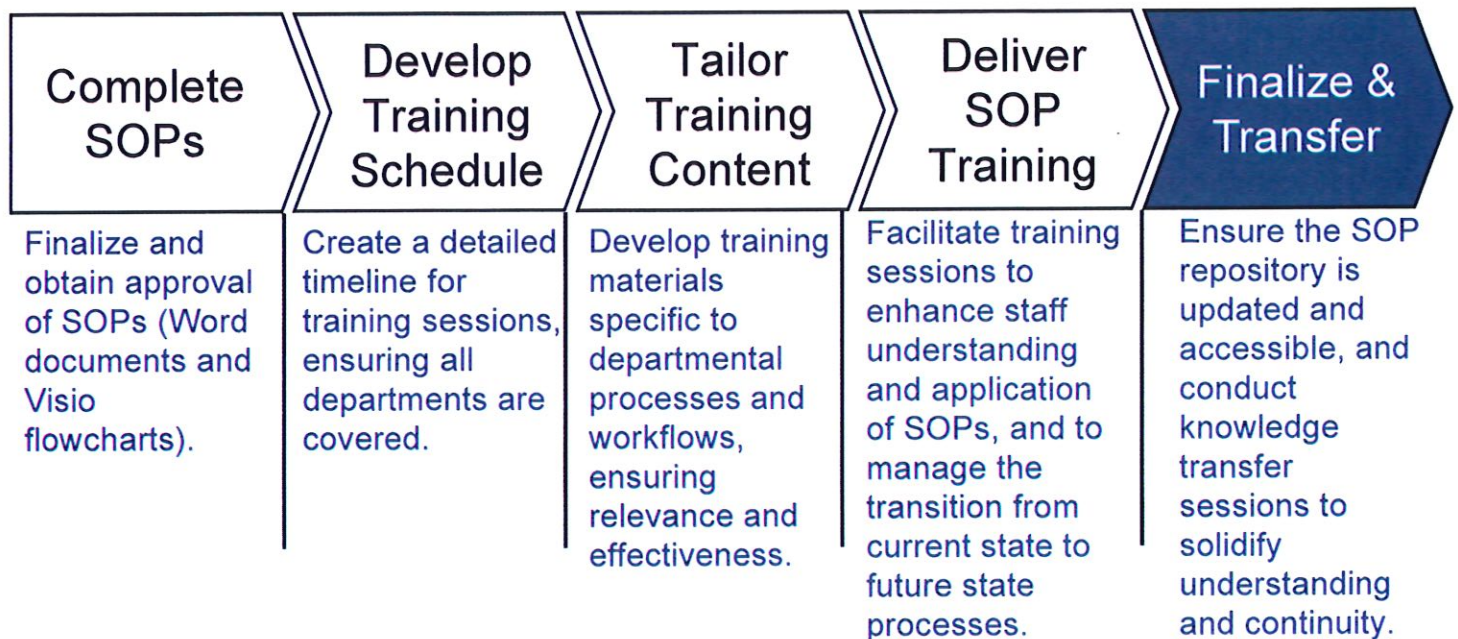 Complete
SOPs
Develop
Training
Schedule
Tailor
Training
Content
Deliver
SOP
Training
Finalize &
Transfer
Finalize and
obtain approval
of SOPs (Word
documents and
Visio
flowcharts).
Create a detailed
timeline for
training sessions,
ensuring all
departments are
covered.
Develop training
materials
specific to
departmental
processes and
workflows,
ensuring
relevance and
effectiveness.
Facilitate training
sessions to
enhance staff
understanding
and application
of SOPs, and to
manage the
transition from
current state to
future state
processes.
Ensure the SOP
repository is
updated and
accessible, and
conduct
knowledge
transfer
sessions to
solidify
understanding
and continuity.